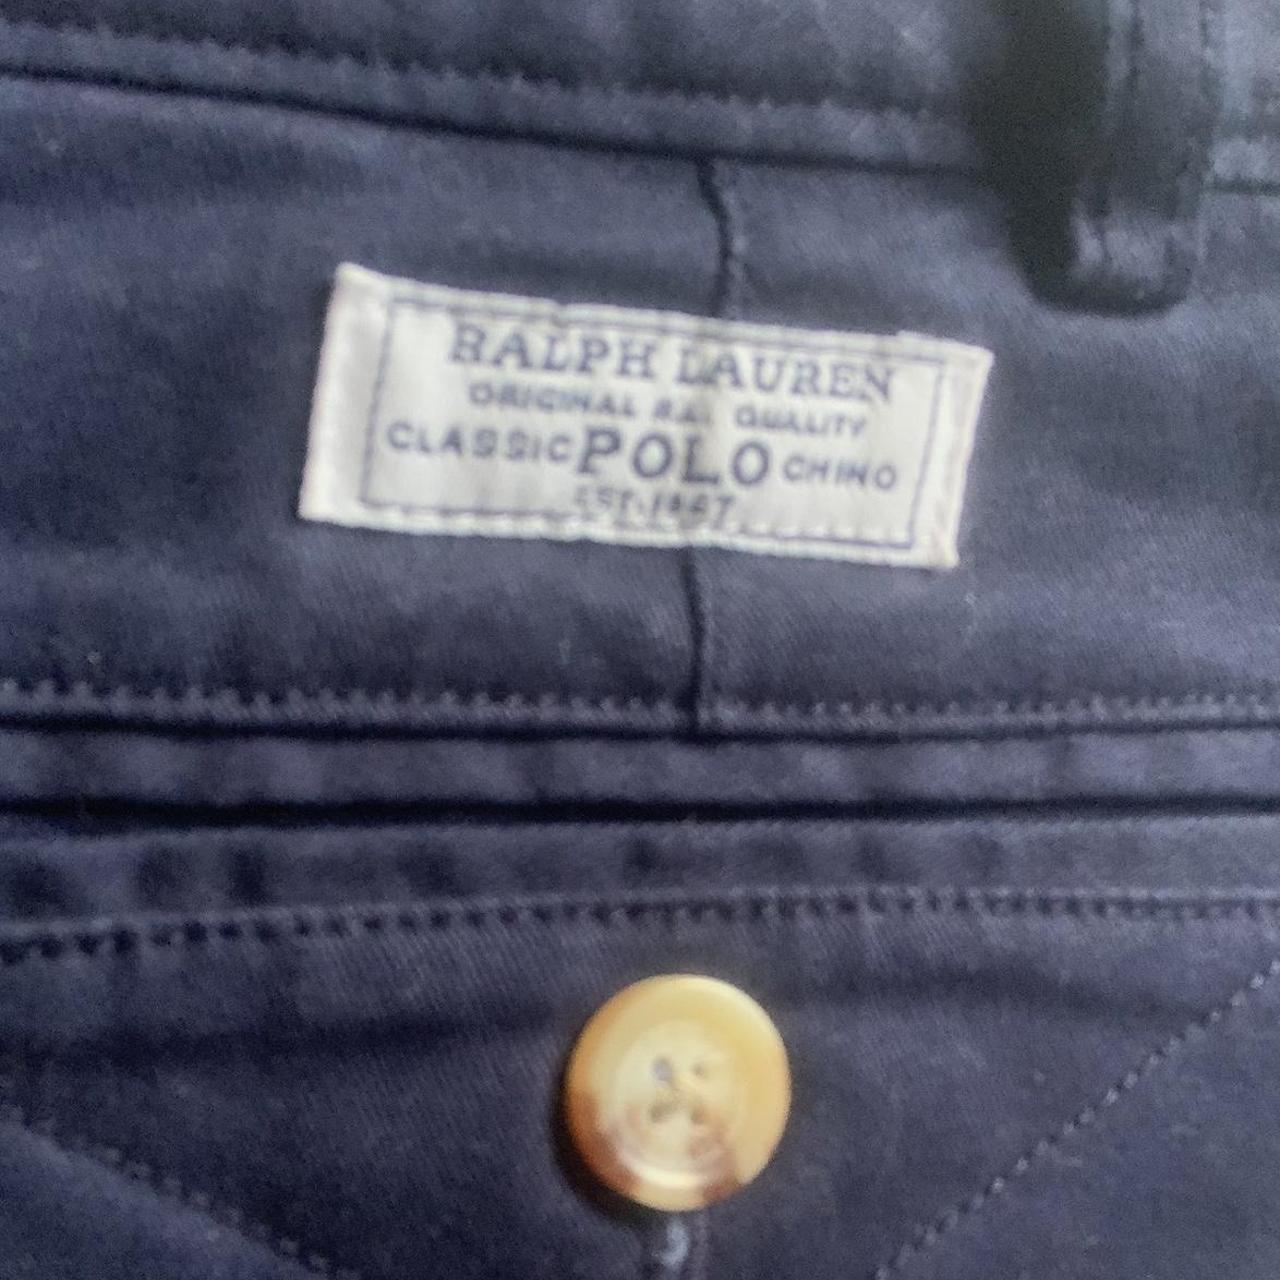 RALPH LAUREN
ORIGINAL R.L. QUALITY
CLASSIC POLO CHINO
EST. 1967